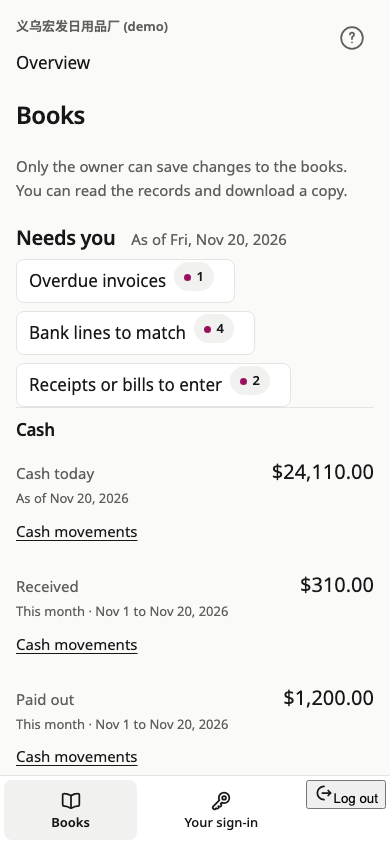 义乌宏发日用品厂 (demo)
Overview
Books
Only the owner can save changes to the books.
You can read the records and download a copy.
Needs you As of Fri, Nov 20, 2026
Overdue invoices 1
Bank lines to match 4
Receipts or bills to enter 2
Cash
Cash today $24,110.00
As of Nov 20, 2026
Cash movements
Received $310.00
This month · Nov 1 to Nov 20, 2026
Cash movements
Paid out $1,200.00
This month · Nov 1 to Nov 20, 2026
Cash movements
Books Your sign-in Log out